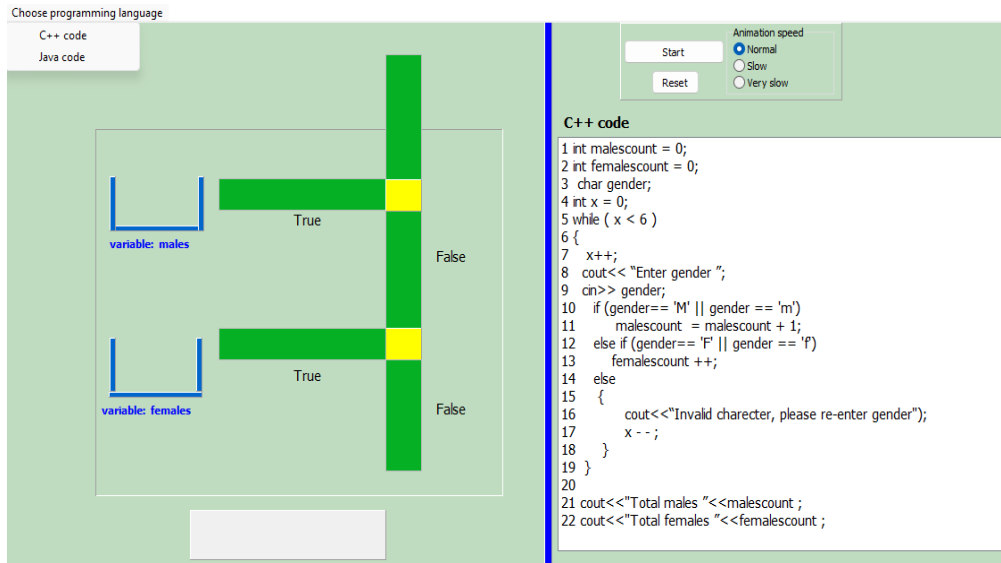 Choose programming language
C++ code
Java code
True
variable: males
False
True
variable: females
False
Start
Reset
Animation speed
Normal
Slow
Very slow
C++ code
1 int malescount = 0;
2 int femalescount = 0;
3 char gender;
4 int x = 0;
5 while ( x < 6 )
6 {
7 x++;
8 cout<< “Enter gender ”;
9 cin>> gender;
10 if (gender== 'M' || gender == 'm')
11 malescount = malescount + 1;
12 else if (gender== 'F' || gender == 'f')
13 femalescount ++;
14 else
15 {
16 cout<<“Invalid charecter, please re-enter gender");
17 x - - ;
18 }
19 }
20
21 cout<<"Total males ”<<malescount ;
22 cout<<"Total females ”<<femalescount ;